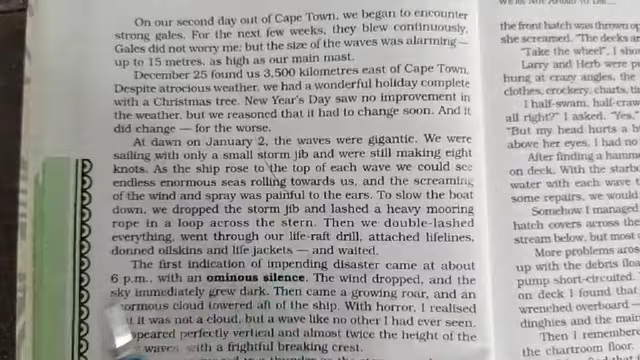 On our second day out of Cape Town, we began to encounter
strong gales. For the next few weeks, they blew continuously.
Gales did not worry me; but the size of the waves was alarming —
up to 15 metres, as high as our main mast.
December 25 found us 3,500 kilometres east of Cape Town.
Despite atrocious weather, we had a wonderful holiday complete
with a Christmas tree. New Year's Day saw no improvement in
the weather, but we reasoned that it had to change soon. And it
did change — for the worse.
At dawn on January 2, the waves were gigantic. We were
sailing with only a small storm jib and were still making eight
knots. As the ship rose to the top of each wave we could see
endless enormous seas rolling towards us, and the screaming
of the wind and spray was painful to the ears. To slow the boat
down, we dropped the storm jib and lashed a heavy mooring
rope in a loop across the stern. Then we double-lashed
everything, went through our life-raft drill, attached lifelines,
donned oilskins and life jackets — and waited.
The first indication of impending disaster came at about
6 p.m., with an ominous silence. The wind dropped, and the
sky immediately grew dark. Then came a growing roar, and an
enormous cloud towered aft of the ship. With horror, I realised
it was not a cloud, but a wave like no other I had ever seen.
appeared perfectly vertical and almost twice the height of the
waves, with a frightful breaking crest.
the front hatch was thrown
she screamed. "The decks
"Take the wheel", I
Larry and Herb were
hung at crazy angles, the
clothes, crockery, charts,
I half-swam,
all right?" I asked. "Yes,"
"But my head hurts a
above her eyes. I had no
After finding a
on deck. With the
water with each wave
some repairs, we would
Somehow I managed
hatch covers across the
stream below, but most
More problems
up with the debris
pump short-circuited.
on deck I found that
wrenched overboard
dinghies and the main
Then I
the chartroom floor.